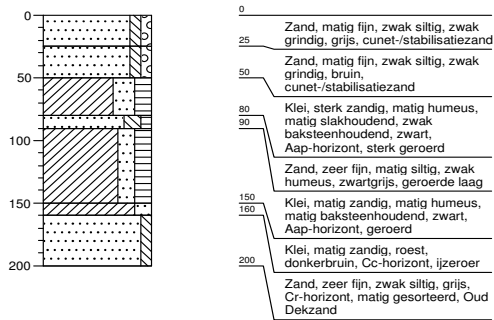 0
50
100
150
200
0
Zand, matig fijn, zwak siltig, zwak
grindig, grijs, cunet-/stabilisatiezand
25
Zand, matig fijn, zwak siltig, zwak
grindig, bruin,
cunet-/stabilisatiezand
50
Klei, sterk zandig, matig humeus,
matig slakhoudend, zwak
baksteenhoudend, zwart,
Aap-horizont, sterk geroerd
80
90
Zand, zeer fijn, matig siltig, zwak
humeus, zwartgrijs, geroerde laag
Klei, matig zandig, matig humeus,
matig baksteenhoudend, zwart,
Aap-horizont, geroerd
150
160
Klei, matig zandig, roest,
donkerbruin, Cc-horizont, ijzeroer
Zand, zeer fijn, zwak siltig, grijs,
Cr-horizont, matig gesorteerd, Oud
Dekzand
200